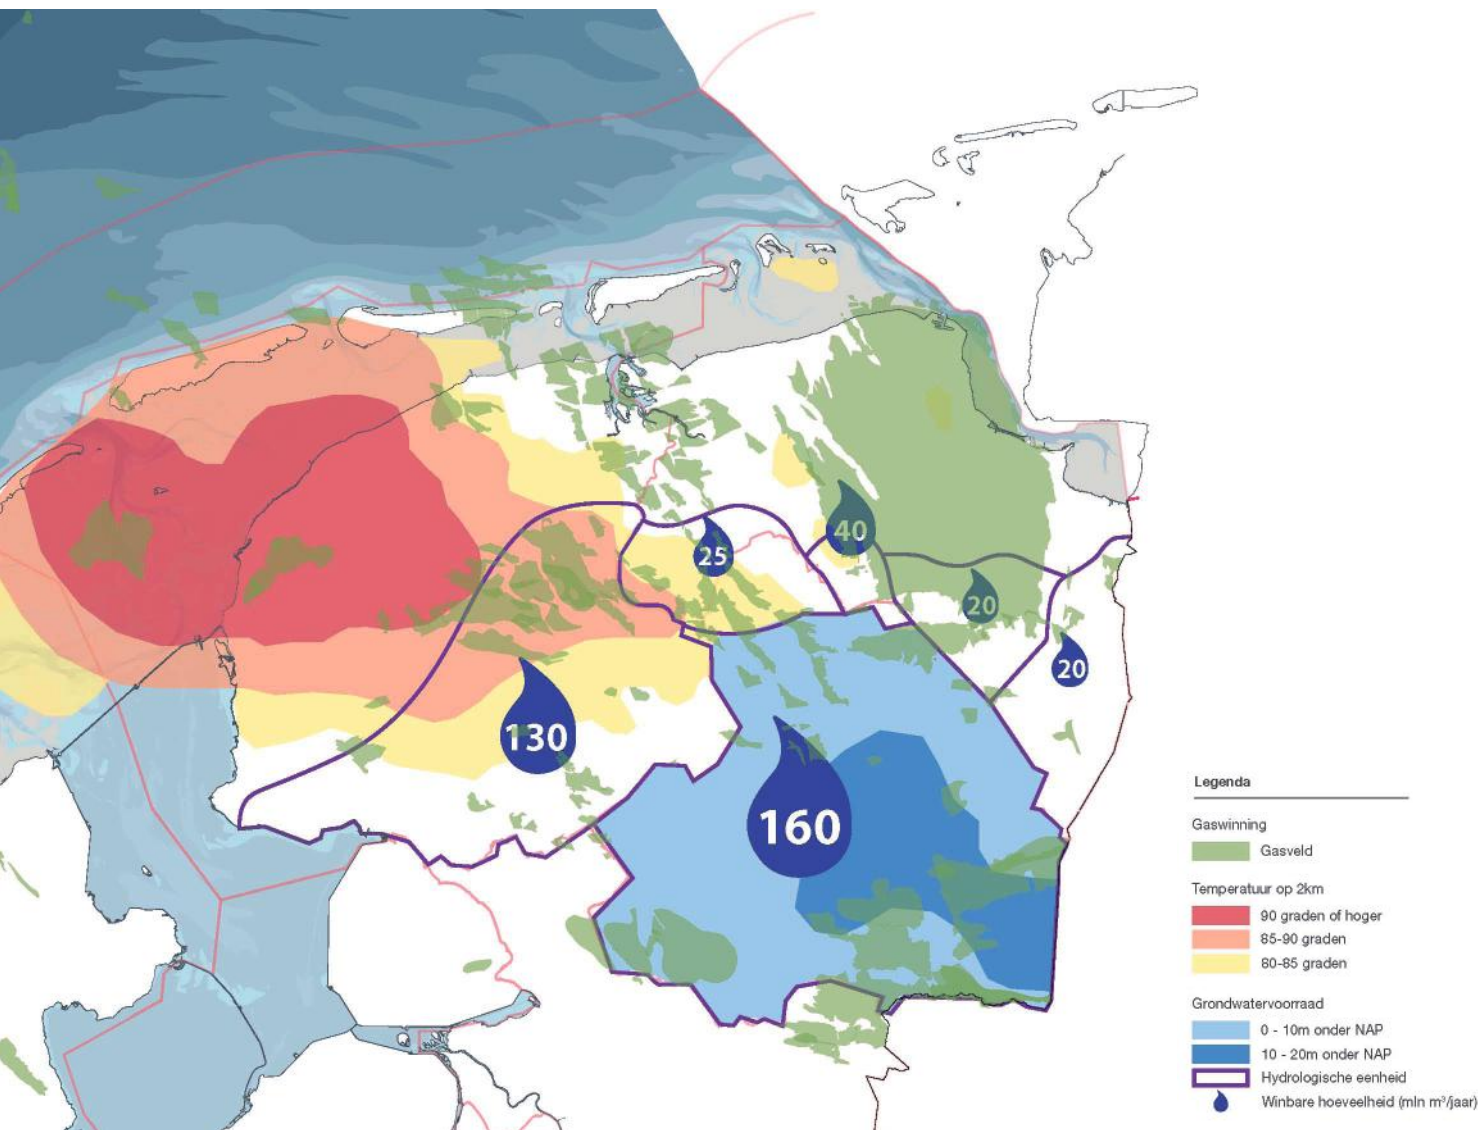 40
25
20
20
130
160
Legenda
Gaswinning
Gasveld
Temperatuur op 2km
90 graden of hoger
85-90 graden
80-85 graden
Grondwatervoorraad
0 - 10m onder NAP
10 - 20m onder NAP
Hydrologische eenheid
Winbare hoeveelheid (mln m³/jaar)